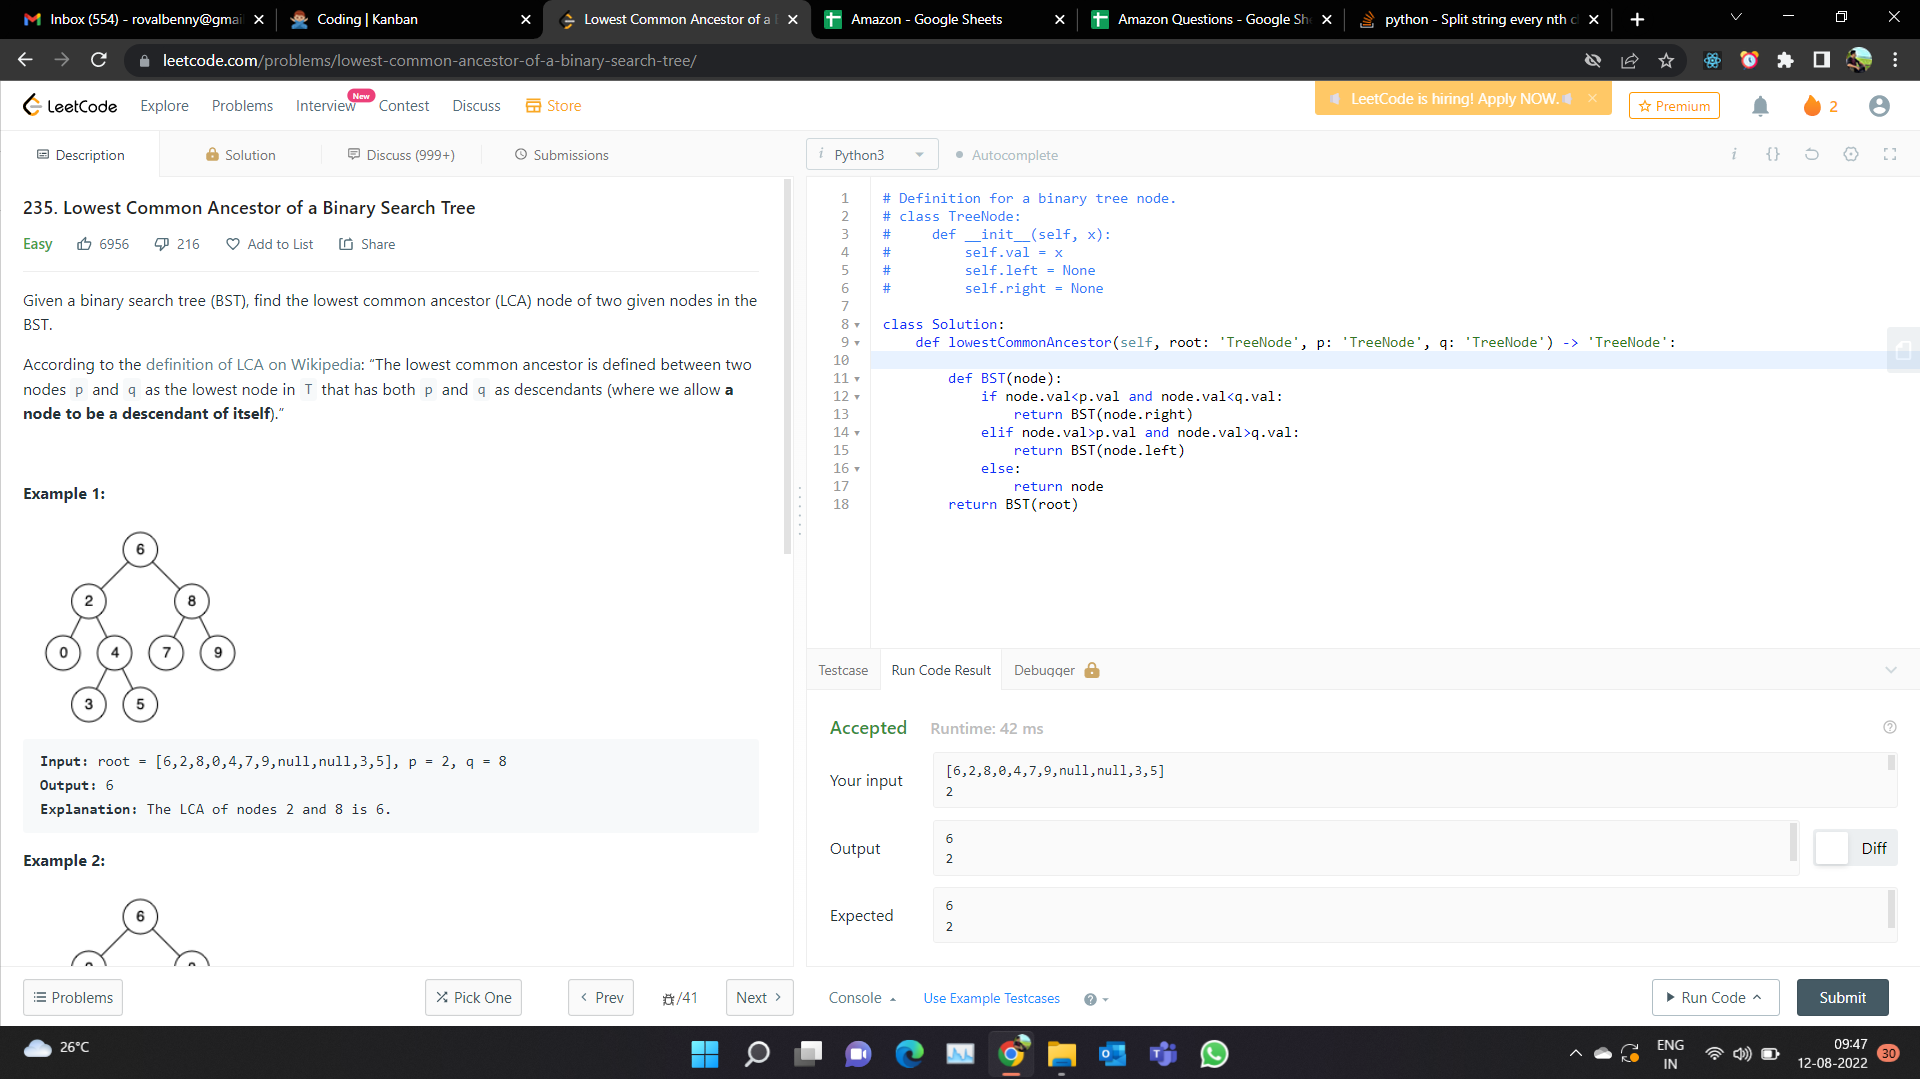 Inbox (554) - rovalbenny@gmai
Coding | Kanban
Lowest Common Ancestor of a
Amazon - Google Sheets
Amazon Questions - Google Sh
python - Split string every nth c
leetcode.com/problems/lowest-common-ancestor-of-a-binary-search-tree/
LeetCode
Explore
Problems
Interview
New
Contest
Discuss
Store
LeetCode is hiring! Apply NOW.
Premium
2
Description
Solution
Discuss (999+)
Submissions
i Python3
Autocomplete
i {}
235. Lowest Common Ancestor of a Binary Search Tree
Easy 6956 216 Add to List Share
Given a binary search tree (BST), find the lowest common ancestor (LCA) node of two given nodes in the
BST.
According to the definition of LCA on Wikipedia: “The lowest common ancestor is defined between two
nodes p and q as the lowest node in T that has both p and q as descendants (where we allow a
node to be a descendant of itself).”
Example 1:
6
2 8
0 4 7 9
3 5
Input: root = [6,2,8,0,4,7,9,null,null,3,5], p = 2, q = 8
Output: 6
Explanation: The LCA of nodes 2 and 8 is 6.
Example 2:
6
1 # Definition for a binary tree node.
2 # class TreeNode:
3 #     def __init__(self, x):
4 #         self.val = x
5 #         self.left = None
6 #         self.right = None
7
8 class Solution:
9     def lowestCommonAncestor(self, root: 'TreeNode', p: 'TreeNode', q: 'TreeNode') -> 'TreeNode':
10
11         def BST(node):
12             if node.val<p.val and node.val<q.val:
13                 return BST(node.right)
14             elif node.val>p.val and node.val>q.val:
15                 return BST(node.left)
16             else:
17                 return node
18         return BST(root)
Testcase
Run Code Result
Debugger
Accepted Runtime: 42 ms
Your input
[6,2,8,0,4,7,9,null,null,3,5]
2
Output
6
2
Diff
Expected
6
2
Problems
Pick One
Prev
/41
Next
Console
Use Example Testcases
Run Code
Submit
26°C
ENG
IN
09:47
12-08-2022
30